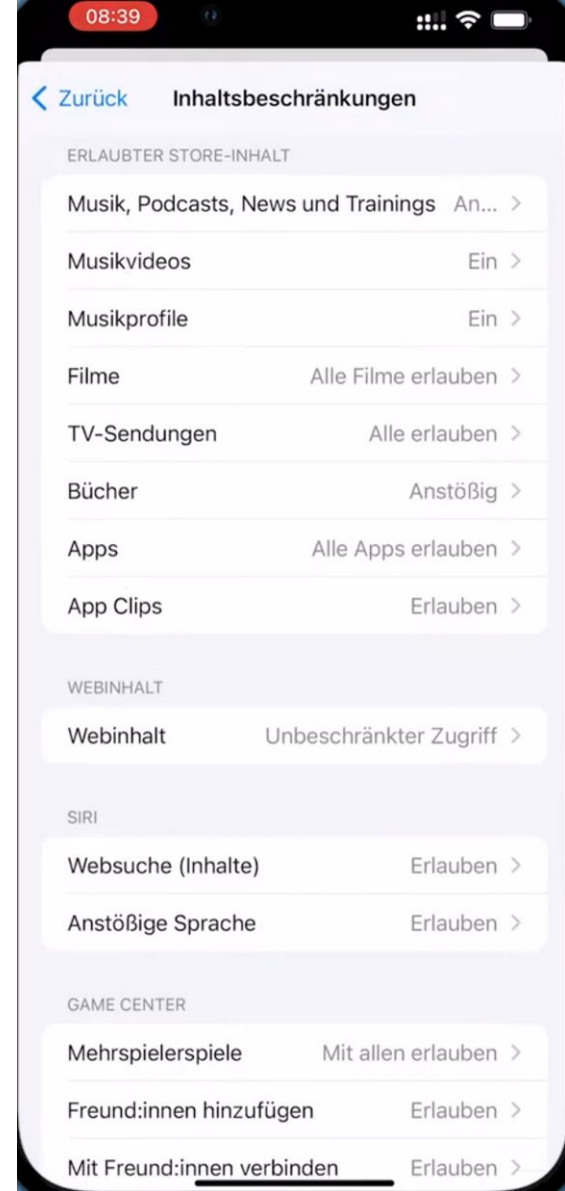 08:39
Zurück Inhaltsbeschränkungen
ERLAUBTER STORE-INHALT
Musik, Podcasts, News und Trainings An...
Musikvideos Ein
Musikprofile Ein
Filme Alle Filme erlauben
TV-Sendungen Alle erlauben
Bücher Anstößig
Apps Alle Apps erlauben
App Clips Erlauben
WEBINHALT
Webinhalt Unbeschränkter Zugriff
SIRI
Websuche (Inhalte) Erlauben
Anstößige Sprache Erlauben
GAME CENTER
Mehrspielerspiele Mit allen erlauben
Freund:innen hinzufügen Erlauben
Mit Freund:innen verbinden Erlauben